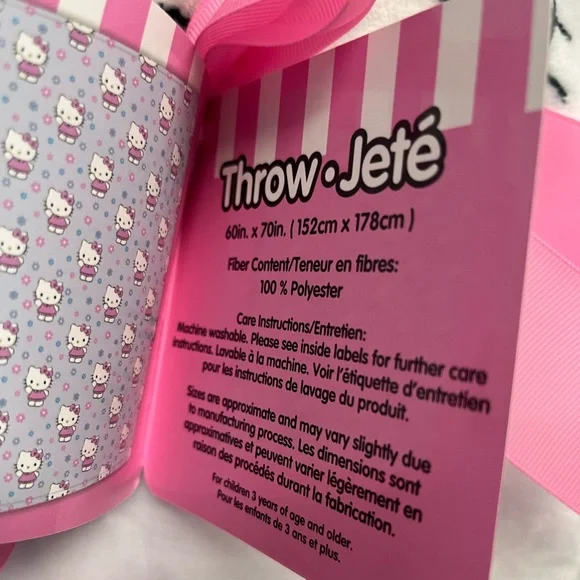 Throw • Jeté
60in. x 70in. ( 152cm x 178cm )
Fiber Content/Teneur en fibres:
100 % Polyester
Care Instructions/Entretien:
Machine washable. Please see inside labels for further care
instructions. Lavable à la machine. Voir l'étiquette d'entretien
pour les instructions de lavage du produit.
Sizes are approximate and may vary slightly due
to manufacturing process. Les dimensions sont
approximatives et peuvent varier légèrement en
raison des procédés durant la fabrication.
For children 3 years of age and older.
Pour les enfants de 3 ans et plus.